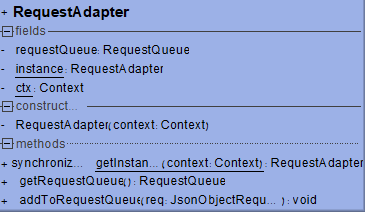 + RequestAdapter
fields
- requestQueue: RequestQueue
- instance: RequestAdapter
- ctx: Context
construct...
- RequestAdapter(context: Context)
methods
+ synchroniz... getInstan... (context: Context): RequestAdapter
+ getRequestQueue(): RequestQueue
+ addToRequestQueue(req: JsonObjectRequ... ): void